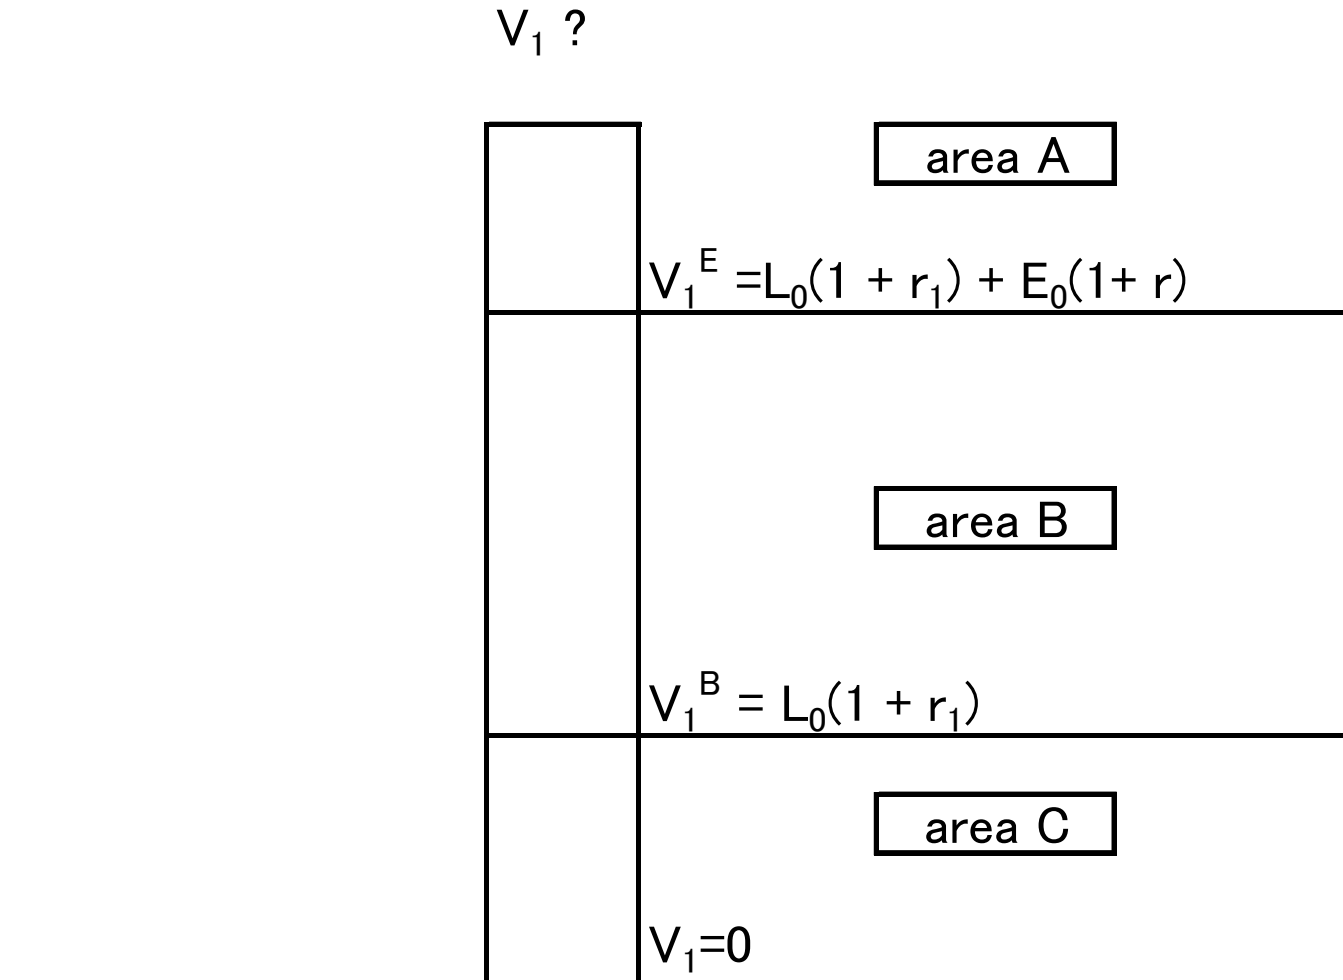 V₁ ?
area A
V₁ᴱ =L₀(1 + r₁) + E₀(1+ r)
area B
V₁ᴮ = L₀(1 + r₁)
area C
V₁=0